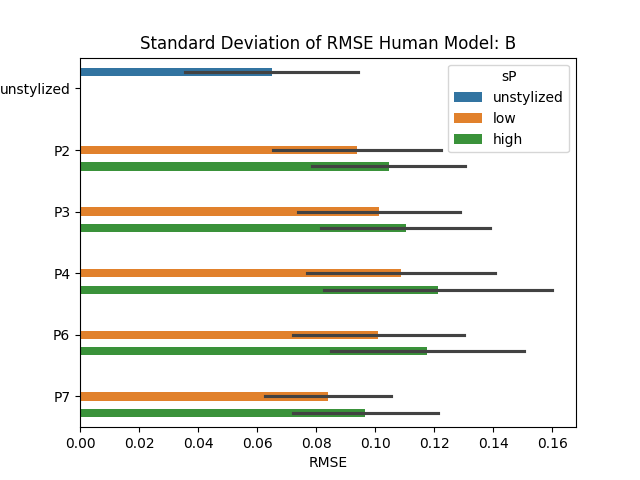 Standard Deviation of RMSE Human Model: B
sP
unstylized
low
high
unstylized
P2
P3
P4
P6
P7
0.00 0.02 0.04 0.06 0.08 0.10 0.12 0.14 0.16
RMSE